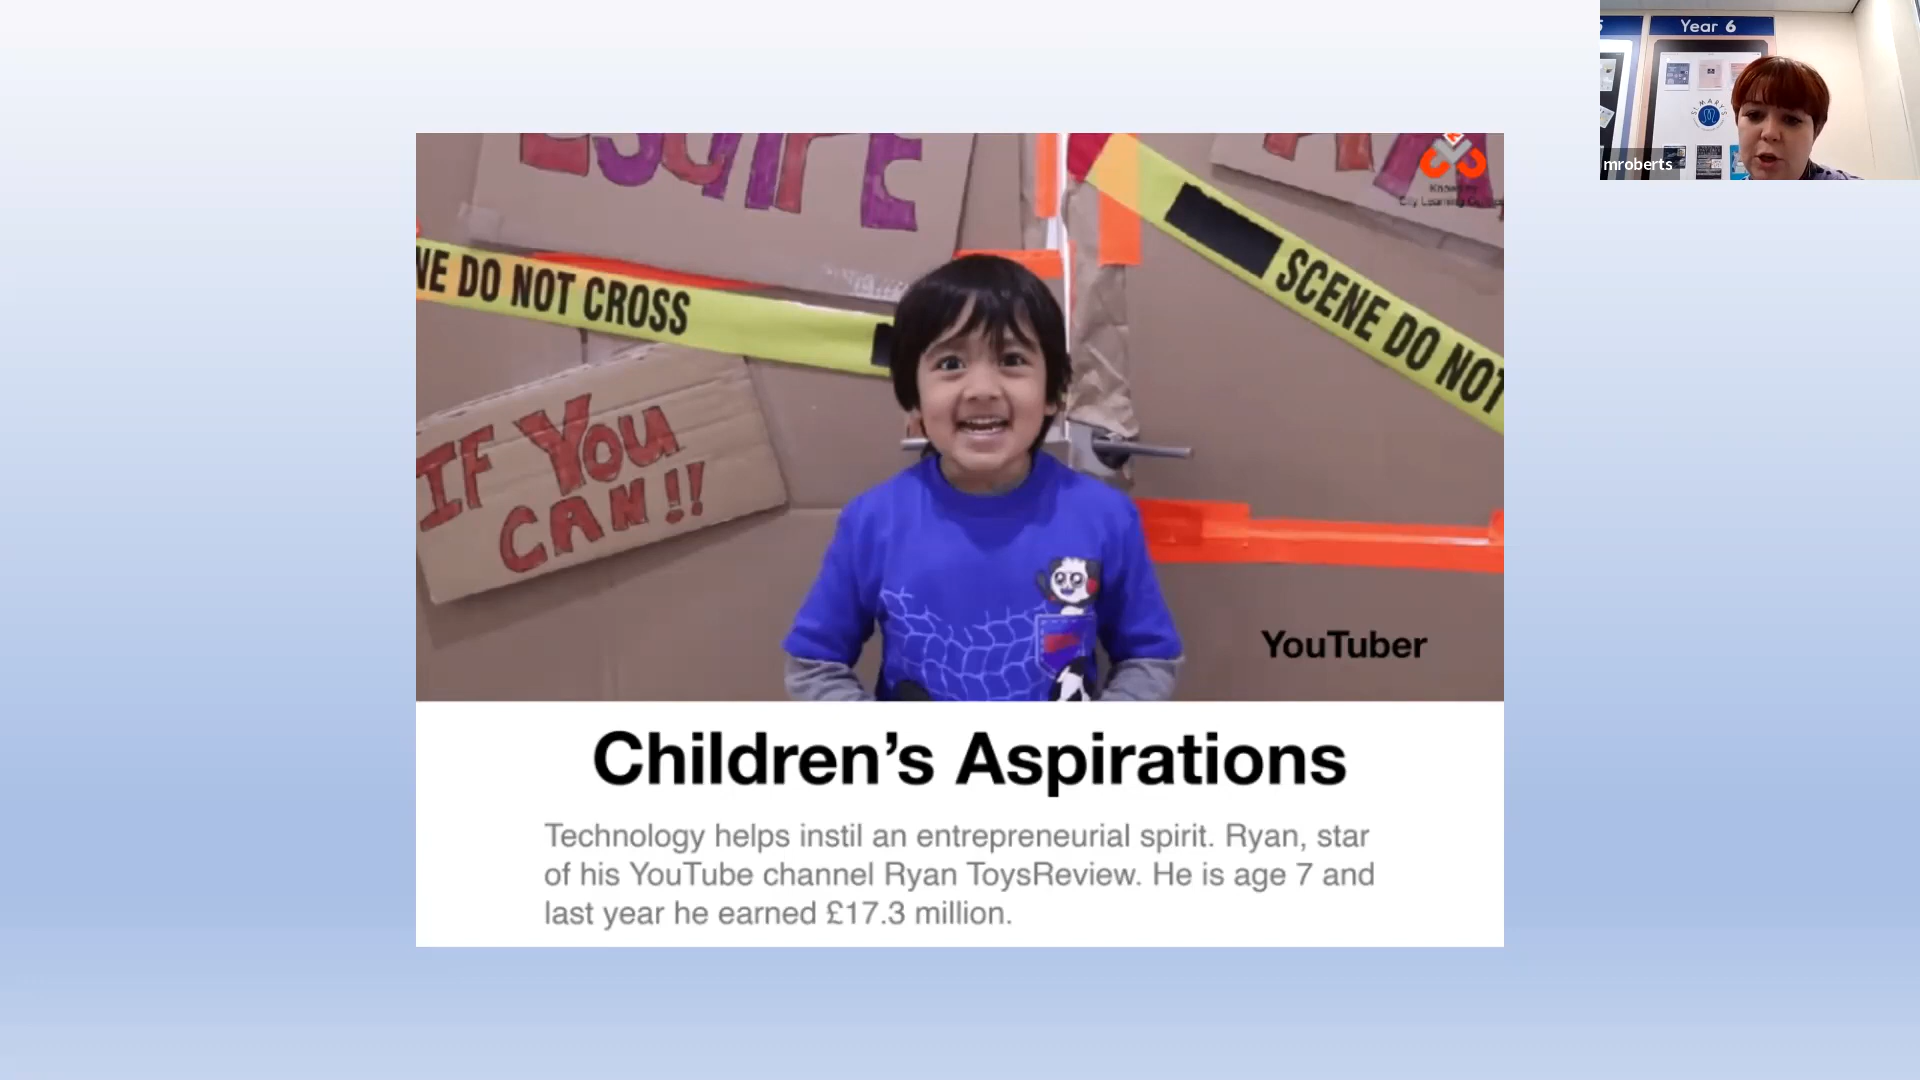 Year 6
mroberts
ESCAPE
NE DO NOT CROSS
SCENE DO NOT
IF YOU
CAN!!
YouTuber
Children’s Aspirations
Technology helps instil an entrepreneurial spirit. Ryan, star
of his YouTube channel Ryan ToysReview. He is age 7 and
last year he earned £17.3 million.